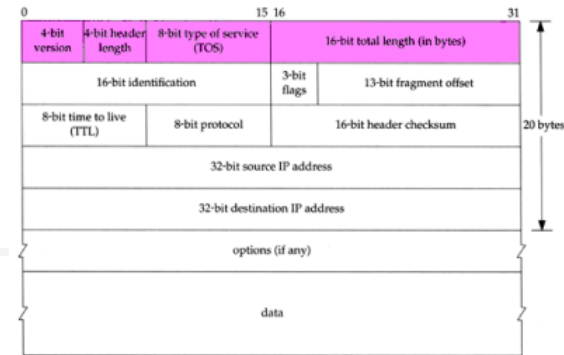 0 15 16 31
4-bit version 4-bit header length 8-bit type of service (TOS) 16-bit total length (in bytes)
16-bit identification 3-bit flags 13-bit fragment offset
8-bit time to live (TTL) 8-bit protocol 16-bit header checksum
20 bytes
32-bit source IP address
32-bit destination IP address
options (if any)
data